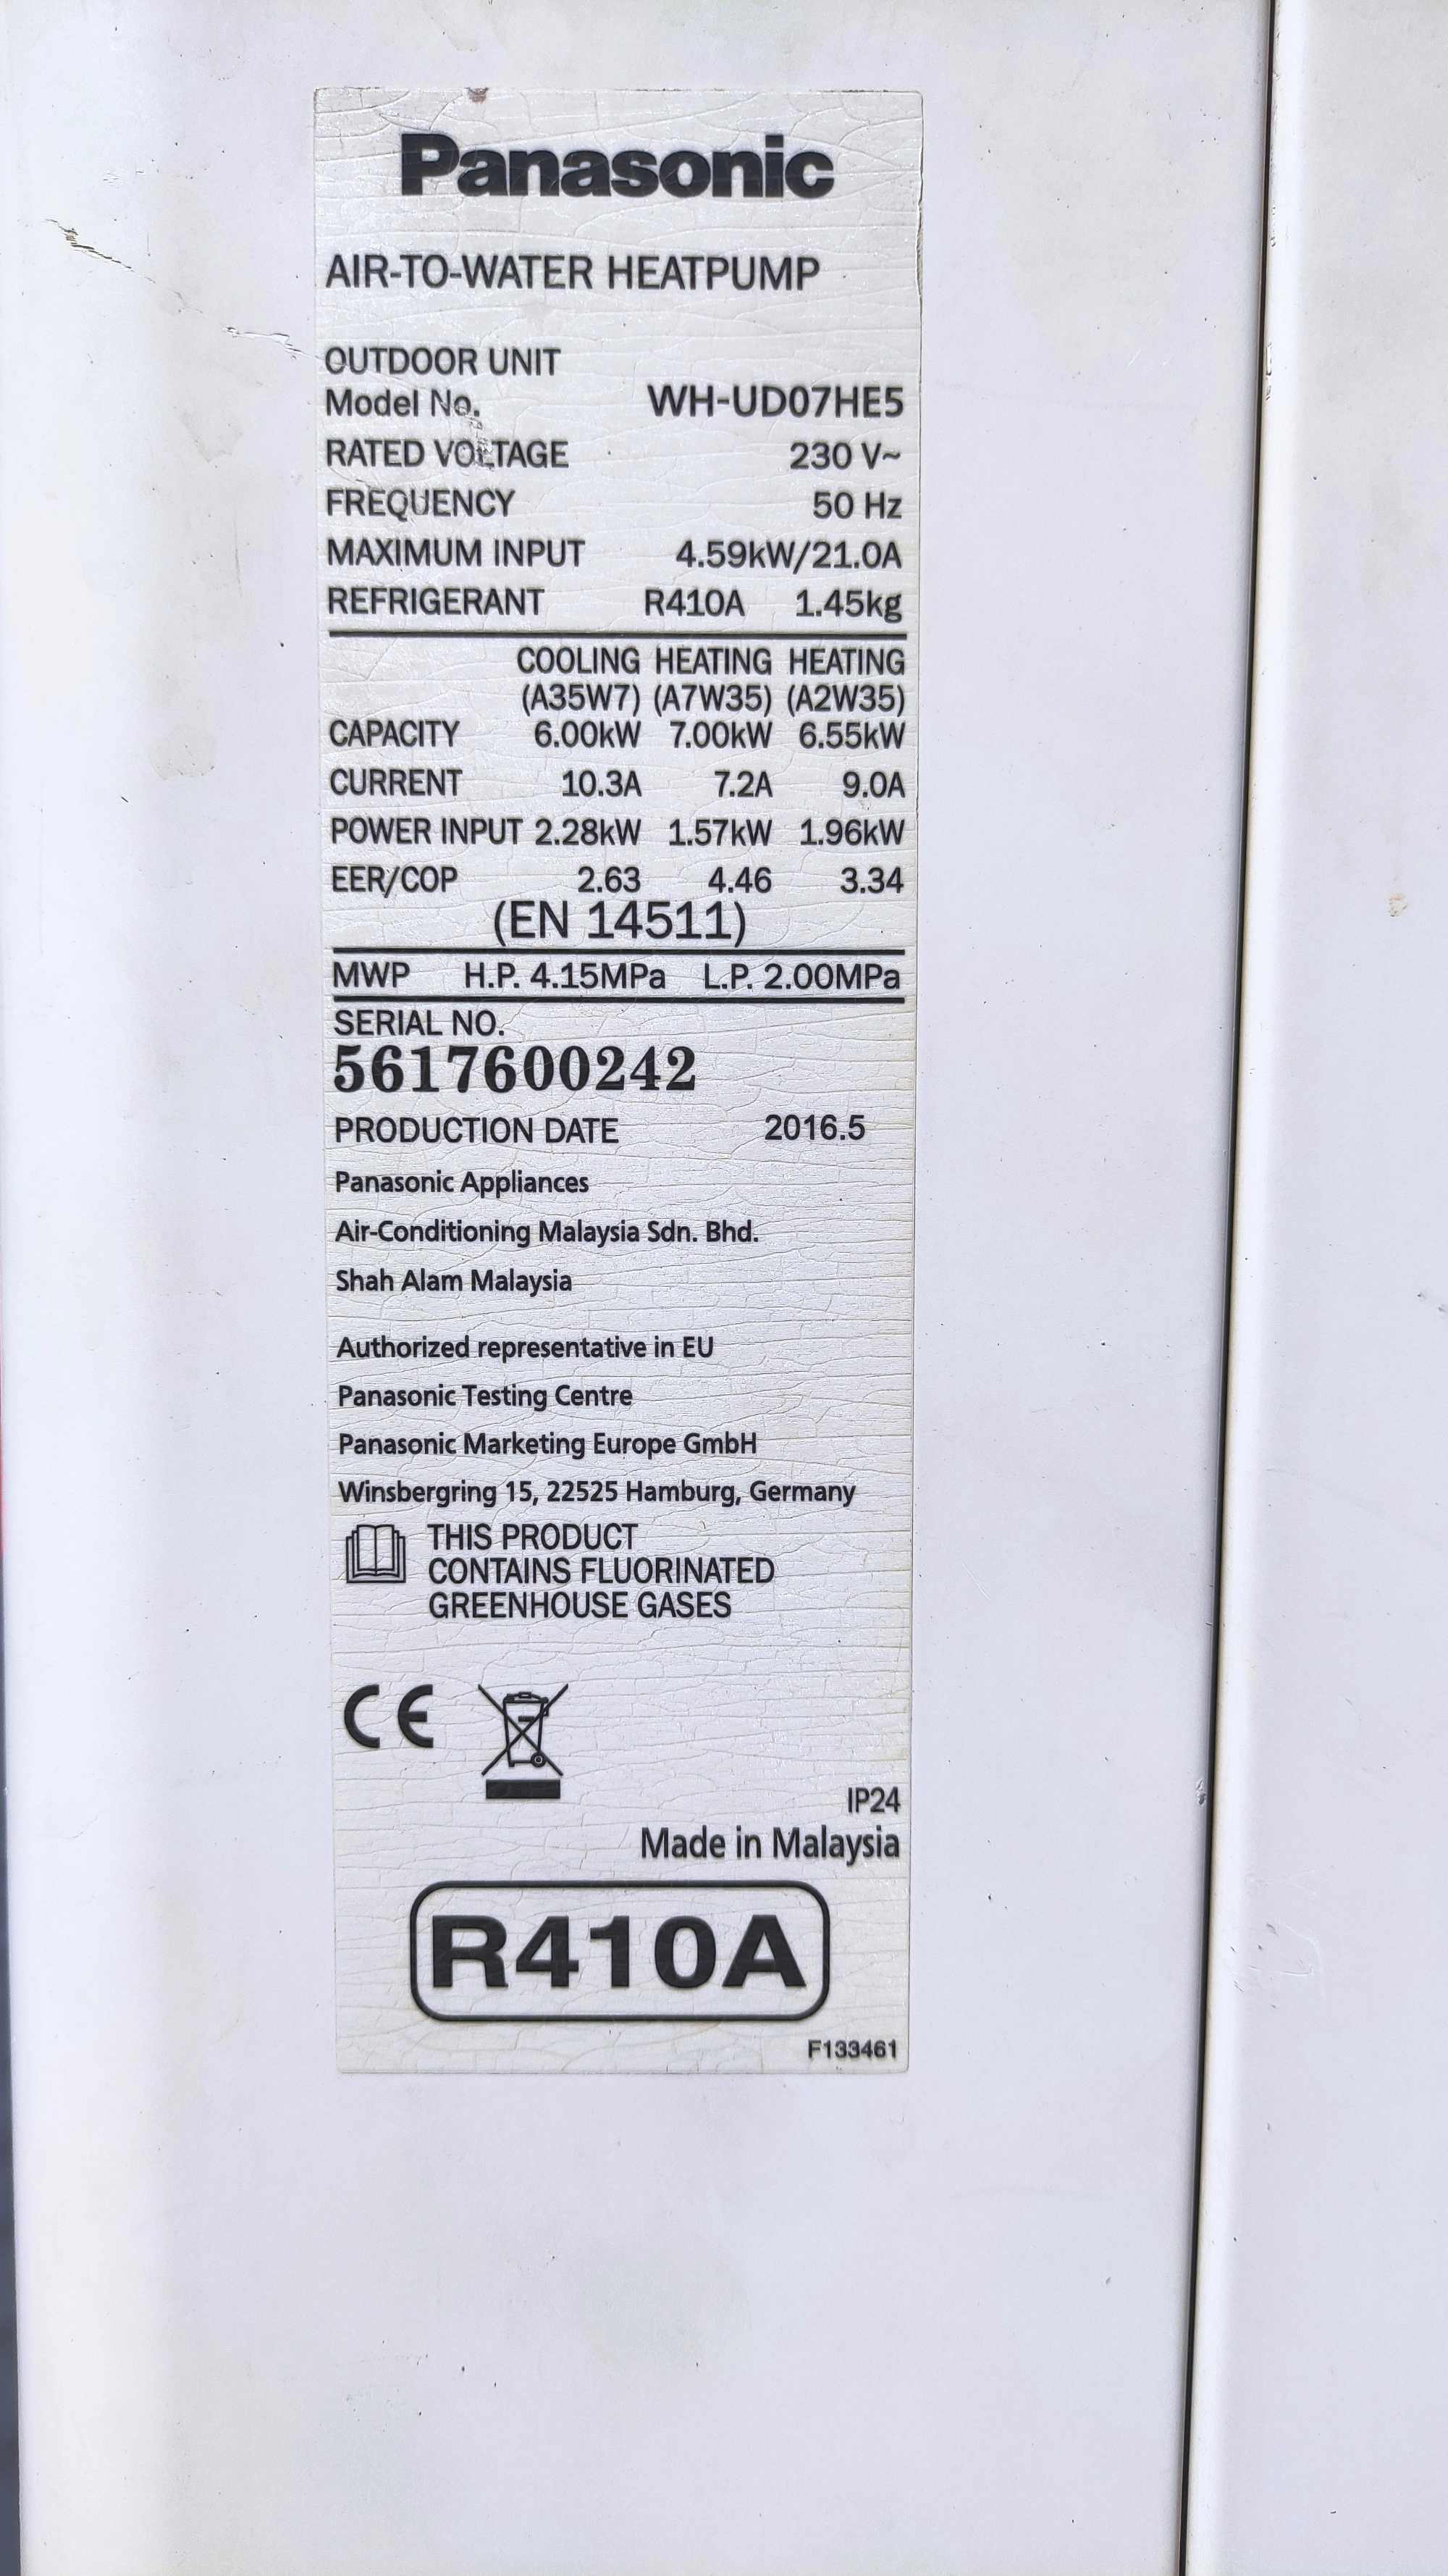 Panasonic
AIR-TO-WATER HEATPUMP
OUTDOOR UNIT
Model No. WH-UD07HE5
RATED VOLTAGE 230 V~
FREQUENCY 50 Hz
MAXIMUM INPUT 4.59kW/21.0A
REFRIGERANT R410A 1.45kg
COOLING HEATING HEATING
(A35W7) (A7W35) (A2W35)
CAPACITY 6.00kW 7.00kW 6.55kW
CURRENT 10.3A 7.2A 9.0A
POWER INPUT 2.28kW 1.57kW 1.96kW
EER/COP 2.63 4.46 3.34
(EN 14511)
MWP H.P. 4.15MPa L.P. 2.00MPa
SERIAL NO.
5617600242
PRODUCTION DATE 2016.5
Panasonic Appliances
Air-Conditioning Malaysia Sdn. Bhd.
Shah Alam Malaysia
Authorized representative in EU
Panasonic Testing Centre
Panasonic Marketing Europe GmbH
Winsbergring 15, 22525 Hamburg, Germany
THIS PRODUCT
CONTAINS FLUORINATED
GREENHOUSE GASES
CE
IP24
Made in Malaysia
R410A
F133461